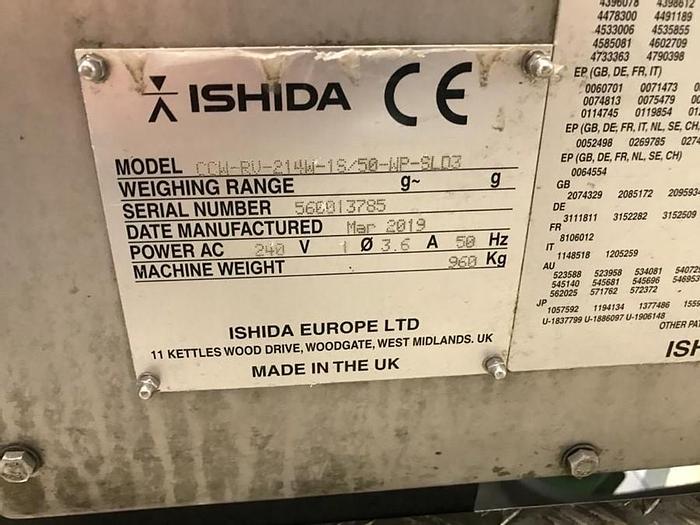 ISHIDA CE
MODEL CCW-RV-214W-1S/50-WP-SLD3
WEIGHING RANGE g~ g
SERIAL NUMBER 560013785
DATE MANUFACTURED Mar 2019
POWER AC 240 V 1 Ø 3.6 A 50 Hz
MACHINE WEIGHT 960 Kg
ISHIDA EUROPE LTD
11 KETTLES WOOD DRIVE, WOODGATE, WEST MIDLANDS. UK
MADE IN THE UK
4396078 4398612
4478300 4491189
4533006 4535855
4585081 4602709
4733363 4790398
EP (GB, DE, FR, IT)
0060701 0071473
0074813 0075479
0114745 0119854
EP (GB, DE, FR, IT, NL, SE, CH)
0052498 0269785
EP (GB, DE, FR, NL, SE, CH)
0064554
GB
2074329 2085172 2095934
DE
3111811 3152282 3152509
FR
8106012
IT
1148518 1205259
AU
523588 523958 534081
545140 545681 545696
562025 571762 572372
JP
1057592 1194134 1377486
U-1837799 U-1886097 U-1906148
OTHER